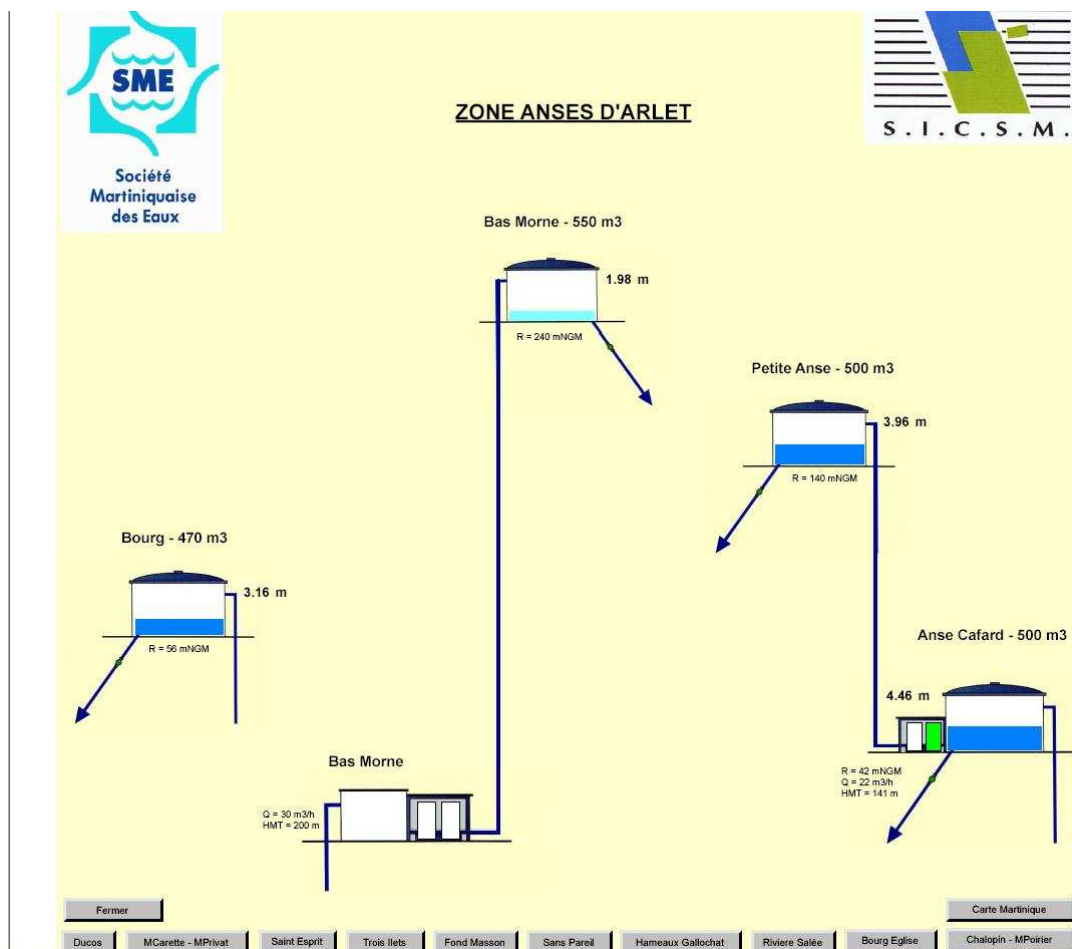 SME
Société
Martiniquaise
des Eaux
ZONE ANSES D'ARLET
S.I.C.S.M.
Bas Morne - 550 m3
1.98 m
R = 240 mNGM
Petite Anse - 500 m3
3.96 m
R = 140 mNGM
Bourg - 470 m3
3.16 m
R = 56 mNGM
Anse Cafard - 500 m3
4.46 m
R = 42 mNGM
Q = 22 m3/h
HMT = 141 m
Bas Morne
Q = 30 m3/h
HMT = 200 m
Fermer
Carte Martinique
Ducos
MCarette - MPrivat
Saint Esprit
Trois Ilets
Fond Masson
Sans Pareil
Hameaux Gallochat
Riviere Salée
Bourg Eglise
Chalopin - MPoirier